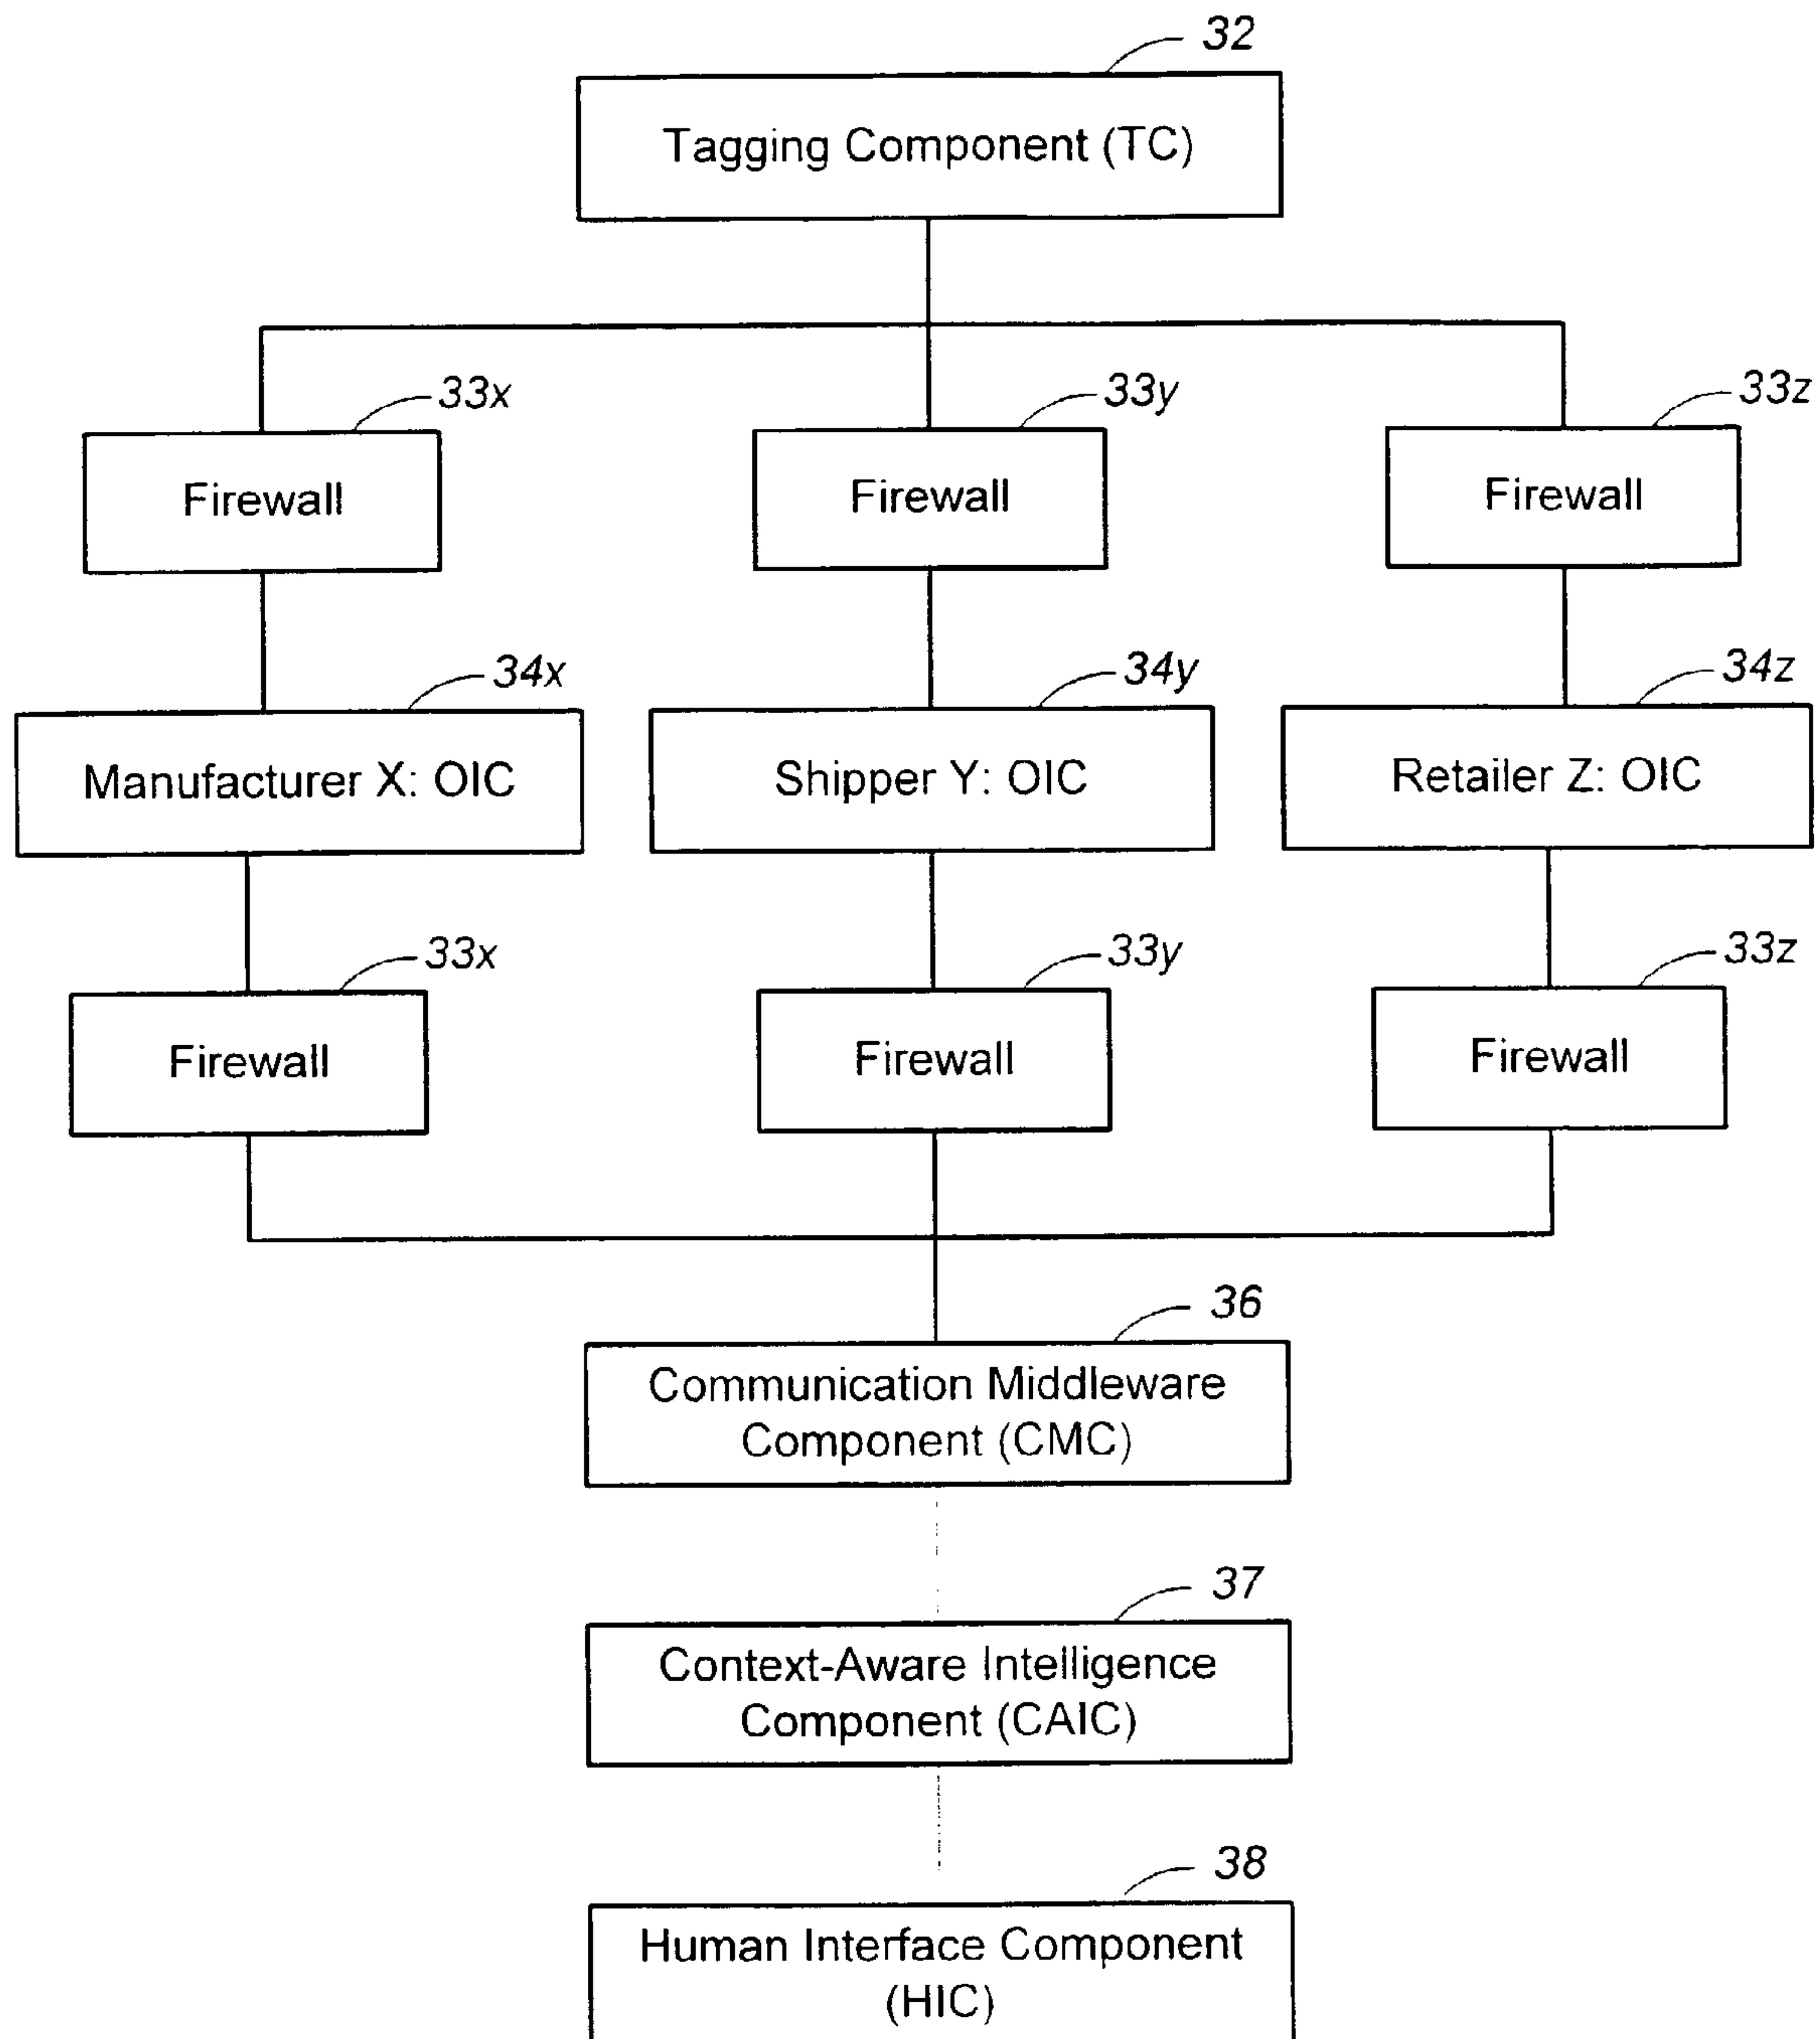 32
Tagging Component (TC)
33x
33y
33z
Firewall
Firewall
Firewall
34x
34y
34z
Manufacturer X: OIC
Shipper Y: OIC
Retailer Z: OIC
33x
33y
33z
Firewall
Firewall
Firewall
36
Communication Middleware
Component (CMC)
37
Context-Aware Intelligence
Component (CAIC)
38
Human Interface Component
(HIC)